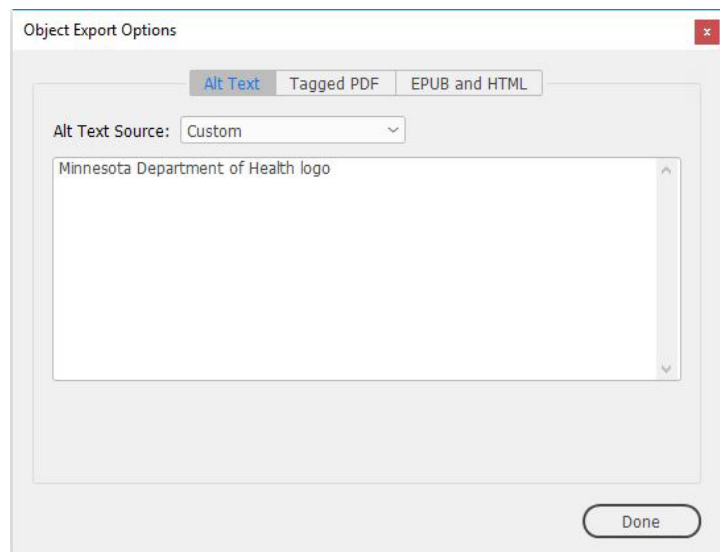 Object Export Options
x
Alt Text Tagged PDF EPUB and HTML
Alt Text Source: Custom
Minnesota Department of Health logo
Done